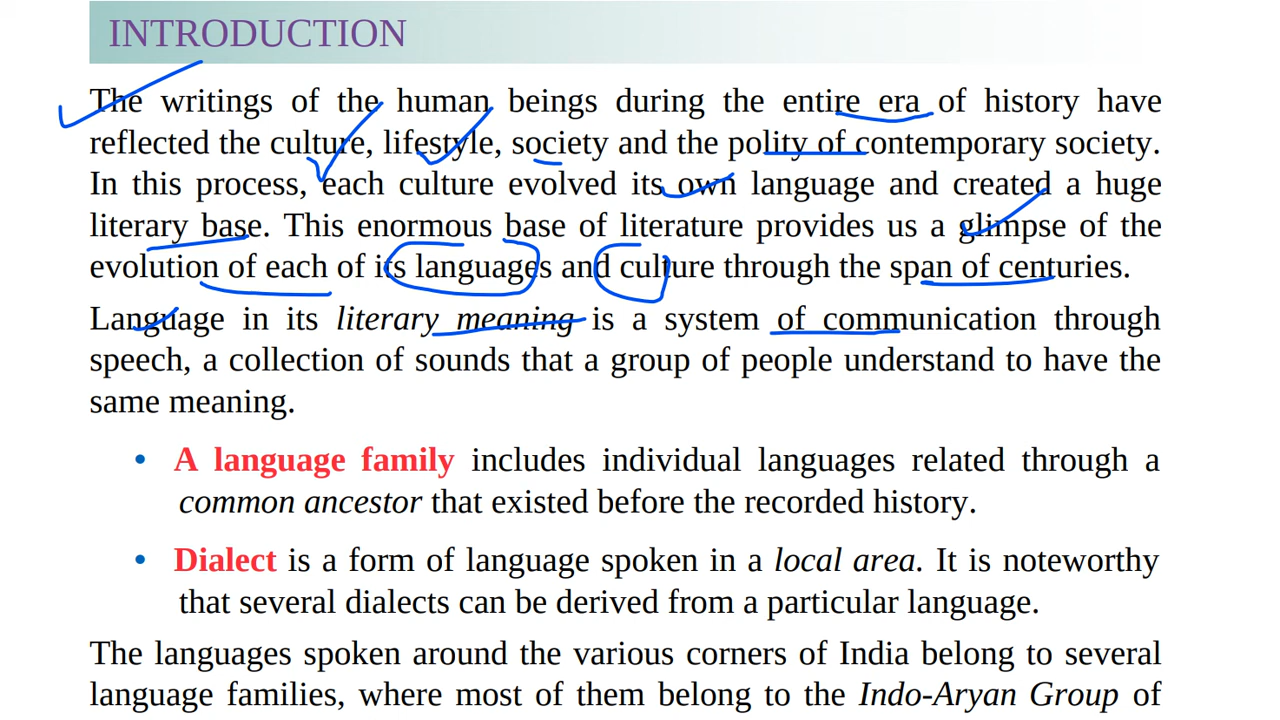 INTRODUCTION
The writings of the human beings during the entire era of history have
reflected the culture, lifestyle, society and the polity of contemporary society.
In this process, each culture evolved its own language and created a huge
literary base. This enormous base of literature provides us a glimpse of the
evolution of each of its languages and culture through the span of centuries.
Language in its literary meaning is a system of communication through
speech, a collection of sounds that a group of people understand to have the
same meaning.
• A language family includes individual languages related through a
common ancestor that existed before the recorded history.
• Dialect is a form of language spoken in a local area. It is noteworthy
that several dialects can be derived from a particular language.
The languages spoken around the various corners of India belong to several
language families, where most of them belong to the Indo-Aryan Group of